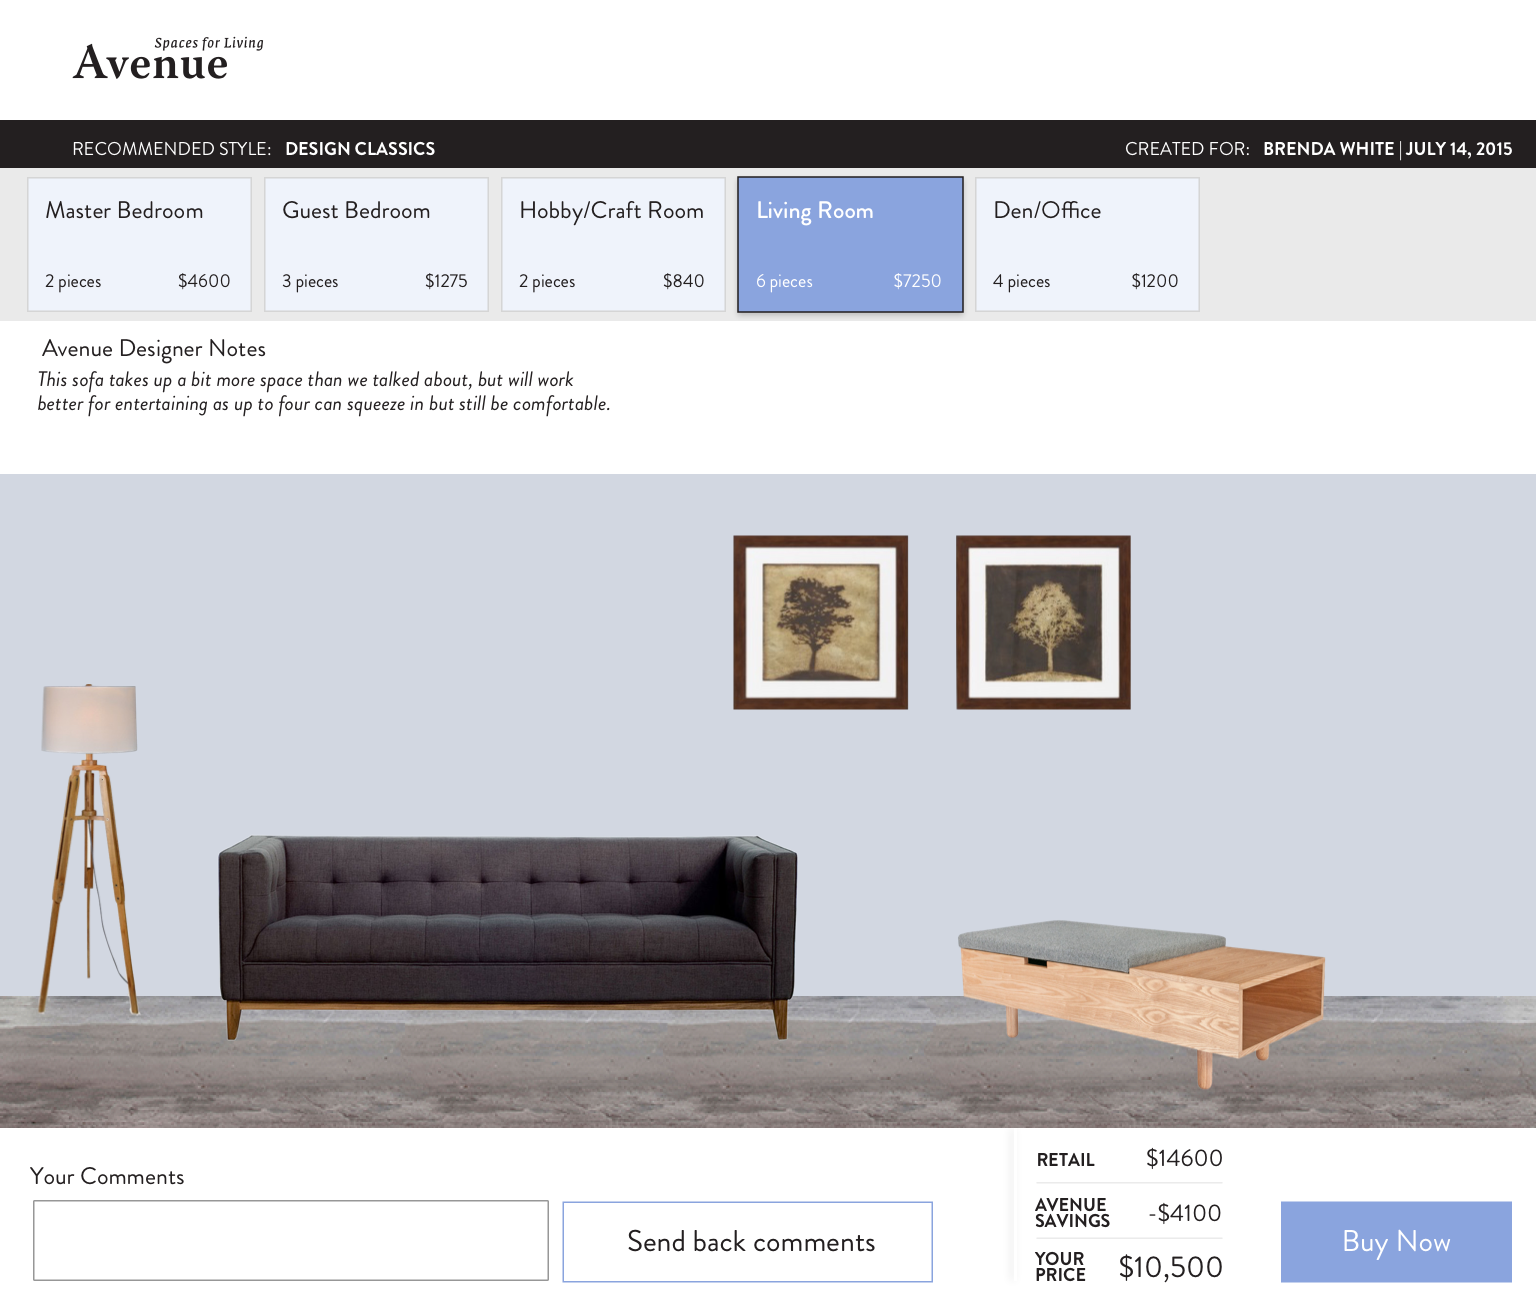 Spaces for Living
Avenue
RECOMMENDED STYLE: DESIGN CLASSICS
CREATED FOR: BRENDA WHITE | JULY 14, 2015
Master Bedroom
2 pieces $4600
Guest Bedroom
3 pieces $1275
Hobby/Craft Room
2 pieces $840
Living Room
6 pieces $7250
Den/Office
4 pieces $1200
Avenue Designer Notes
This sofa takes up a bit more space than we talked about, but will work
better for entertaining as up to four can squeeze in but still be comfortable.
Your Comments
Send back comments
RETAIL $14600
AVENUE
SAVINGS -$4100
YOUR
PRICE $10,500
Buy Now